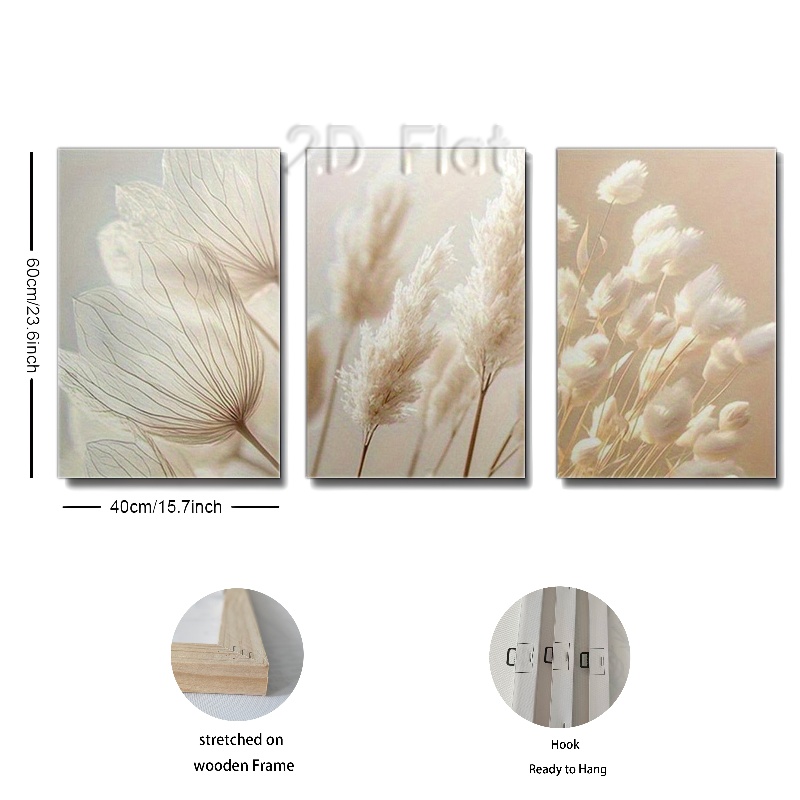 2D Flat
60cm/23.6inch
40cm/15.7inch
stretched on
wooden Frame
Hook
Ready to Hang